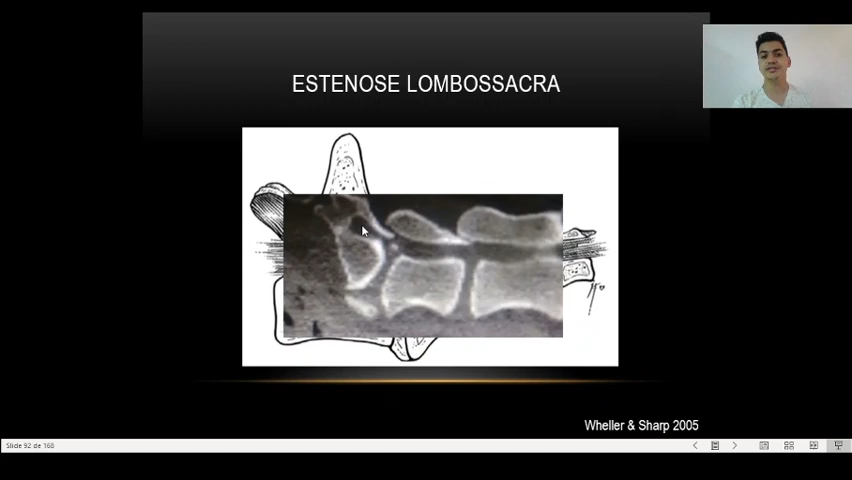 ESTENOSE LOMBOSSACRA
Wheller & Sharp 2005
Slide 92 de 168